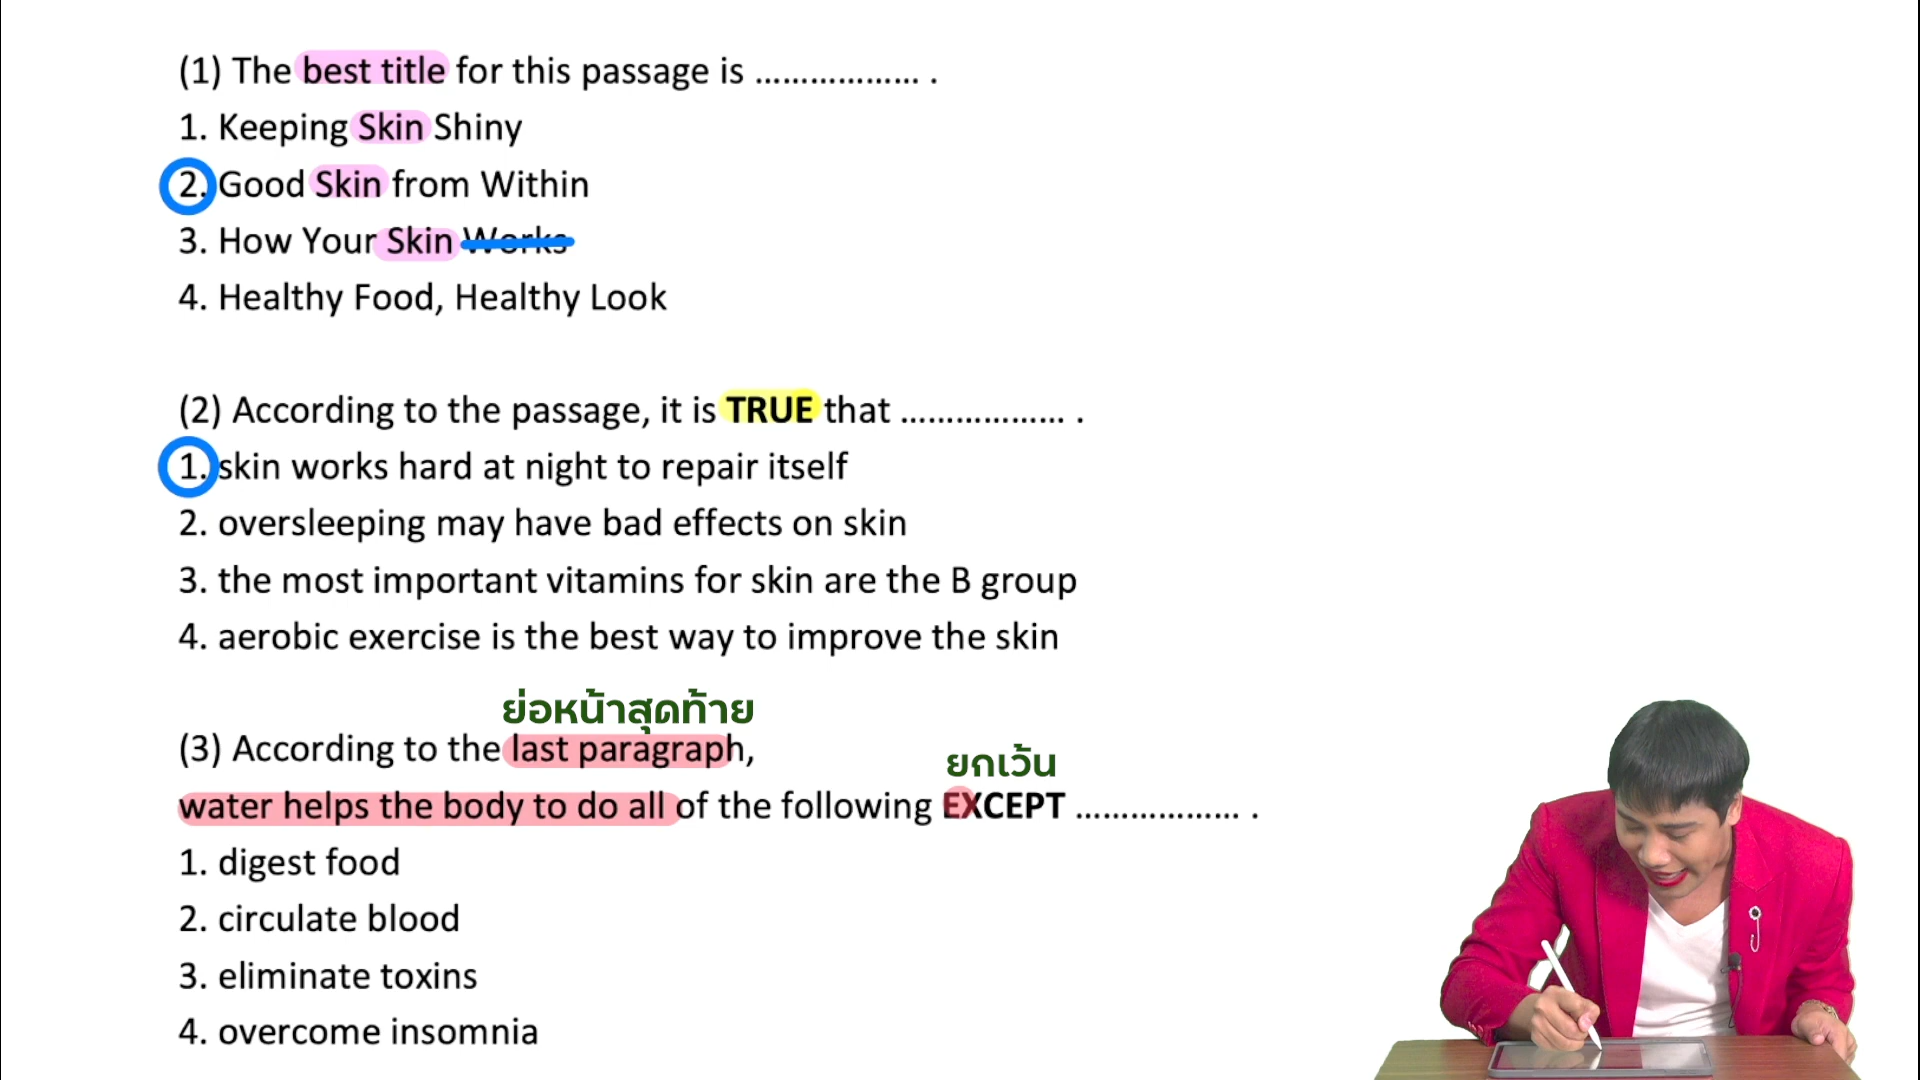 (1) The best title for this passage is .................. .
1. Keeping Skin Shiny
2. Good Skin from Within
3. How Your Skin Works
4. Healthy Food, Healthy Look
(2) According to the passage, it is TRUE that .................. .
1. skin works hard at night to repair itself
2. oversleeping may have bad effects on skin
3. the most important vitamins for skin are the B group
4. aerobic exercise is the best way to improve the skin
ย่อหน้าสุดท้าย
(3) According to the last paragraph,
ยกเว้น
water helps the body to do all of the following EXCEPT .................. .
1. digest food
2. circulate blood
3. eliminate toxins
4. overcome insomnia